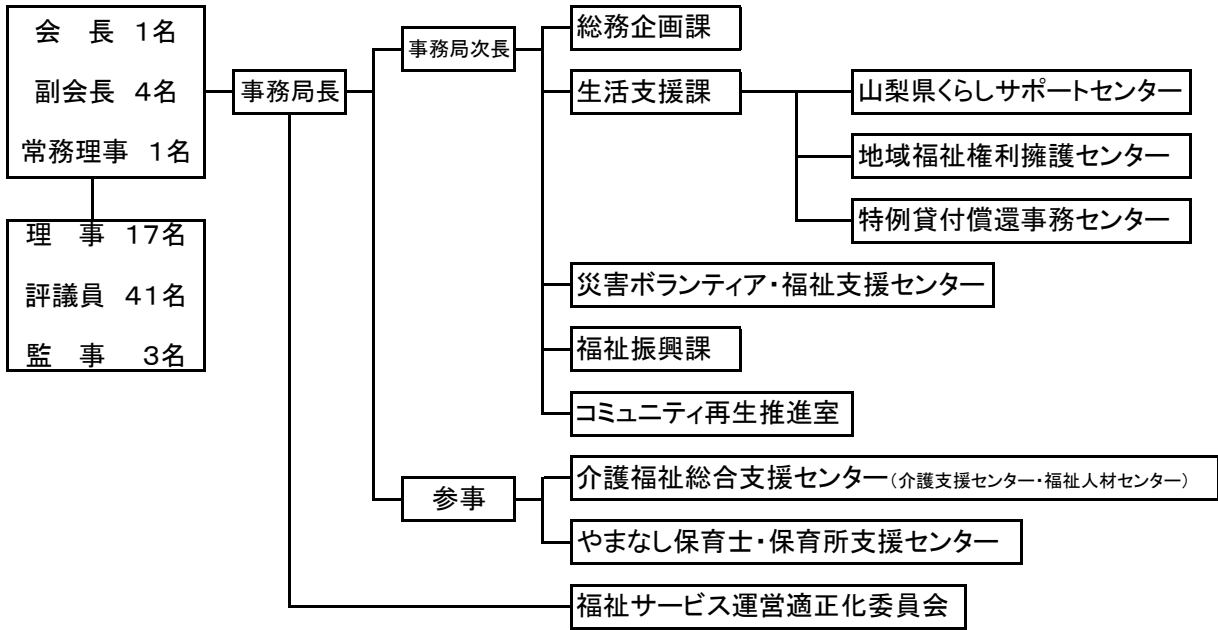 会　長　1名
副会長　4名
常務理事　1名
理　事　17名
評議員　41名
監　事　3名
事務局長
事務局次長
総務企画課
生活支援課
山梨県くらしサポートセンター
地域福祉権利擁護センター
特例貸付償還事務センター
災害ボランティア・福祉支援センター
福祉振興課
コミュニティ再生推進室
参事
介護福祉総合支援センター（介護支援センター・福祉人材センター）
やまなし保育士・保育所支援センター
福祉サービス運営適正化委員会